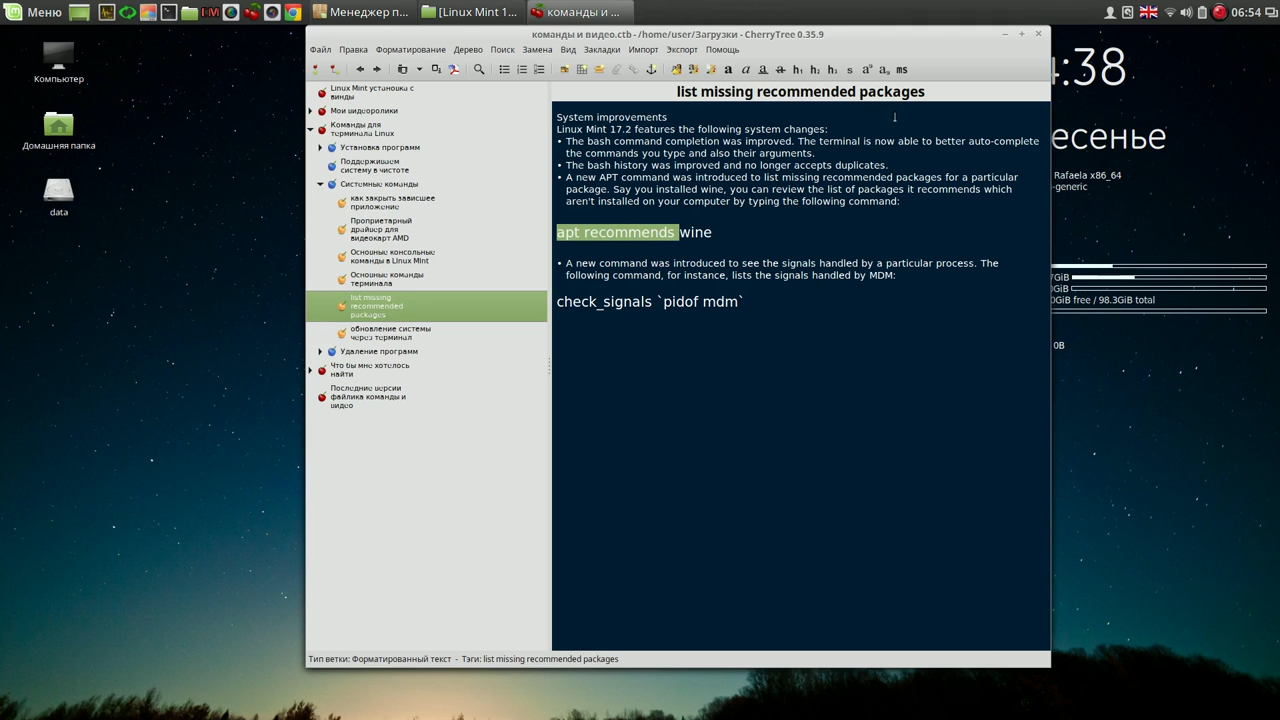 Меню
Менеджер п...
[Linux Mint 1...
команды и ...
06:54
команды и видео.ctb - /home/user/Загрузки - CherryTree 0.35.9
Файл Правка Форматирование Дерево Поиск Замена Вид Закладки Импорт Экспорт Помощь
a a a a h1 h2 h3 s a a ms
Компьютер
Домашняя папка
data
Linux Mint установка с
винды
Мои видеоролики
Команды для
терминала Linux
Установка программ
Поддерживаем
систему в чистоте
Системные команды
как закрыть зависшее
приложение
Проприетарный
драйвер для
видеокарт AMD
Основные консольные
команды в Linux Mint
Основные команды
терминала
list missing
recommended
packages
обновление системы
через терминал
Удаление программ
Что бы мне хотелось
найти
Последние версии
файлика команды и
видео
list missing recommended packages
System improvements
Linux Mint 17.2 features the following system changes:
• The bash command completion was improved. The terminal is now able to better auto-complete
the commands you type and also their arguments.
• The bash history was improved and no longer accepts duplicates.
• A new APT command was introduced to list missing recommended packages for a particular
package. Say you installed wine, you can review the list of packages it recommends which
aren't installed on your computer by typing the following command:
apt recommends wine
• A new command was introduced to see the signals handled by a particular process. The
following command, for instance, lists the signals handled by MDM:
check_signals `pidof mdm`
Тип ветки: Форматированный текст - Тэги: list missing recommended packages
:38
есенье
Rafaela x86_64
-generic
GiB
GiB free / 98.3GiB total
0B